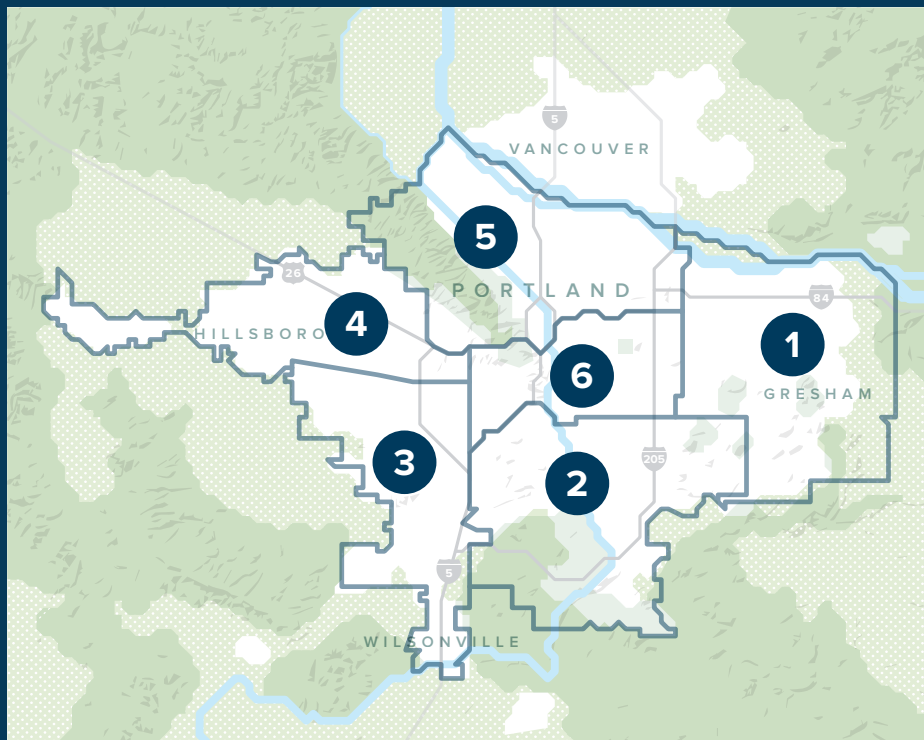 5
VANCOUVER
5
26
PORTLAND
84
4
HILLSBORO
1
6
GRESHAM
3
205
2
5
WILSONVILLE